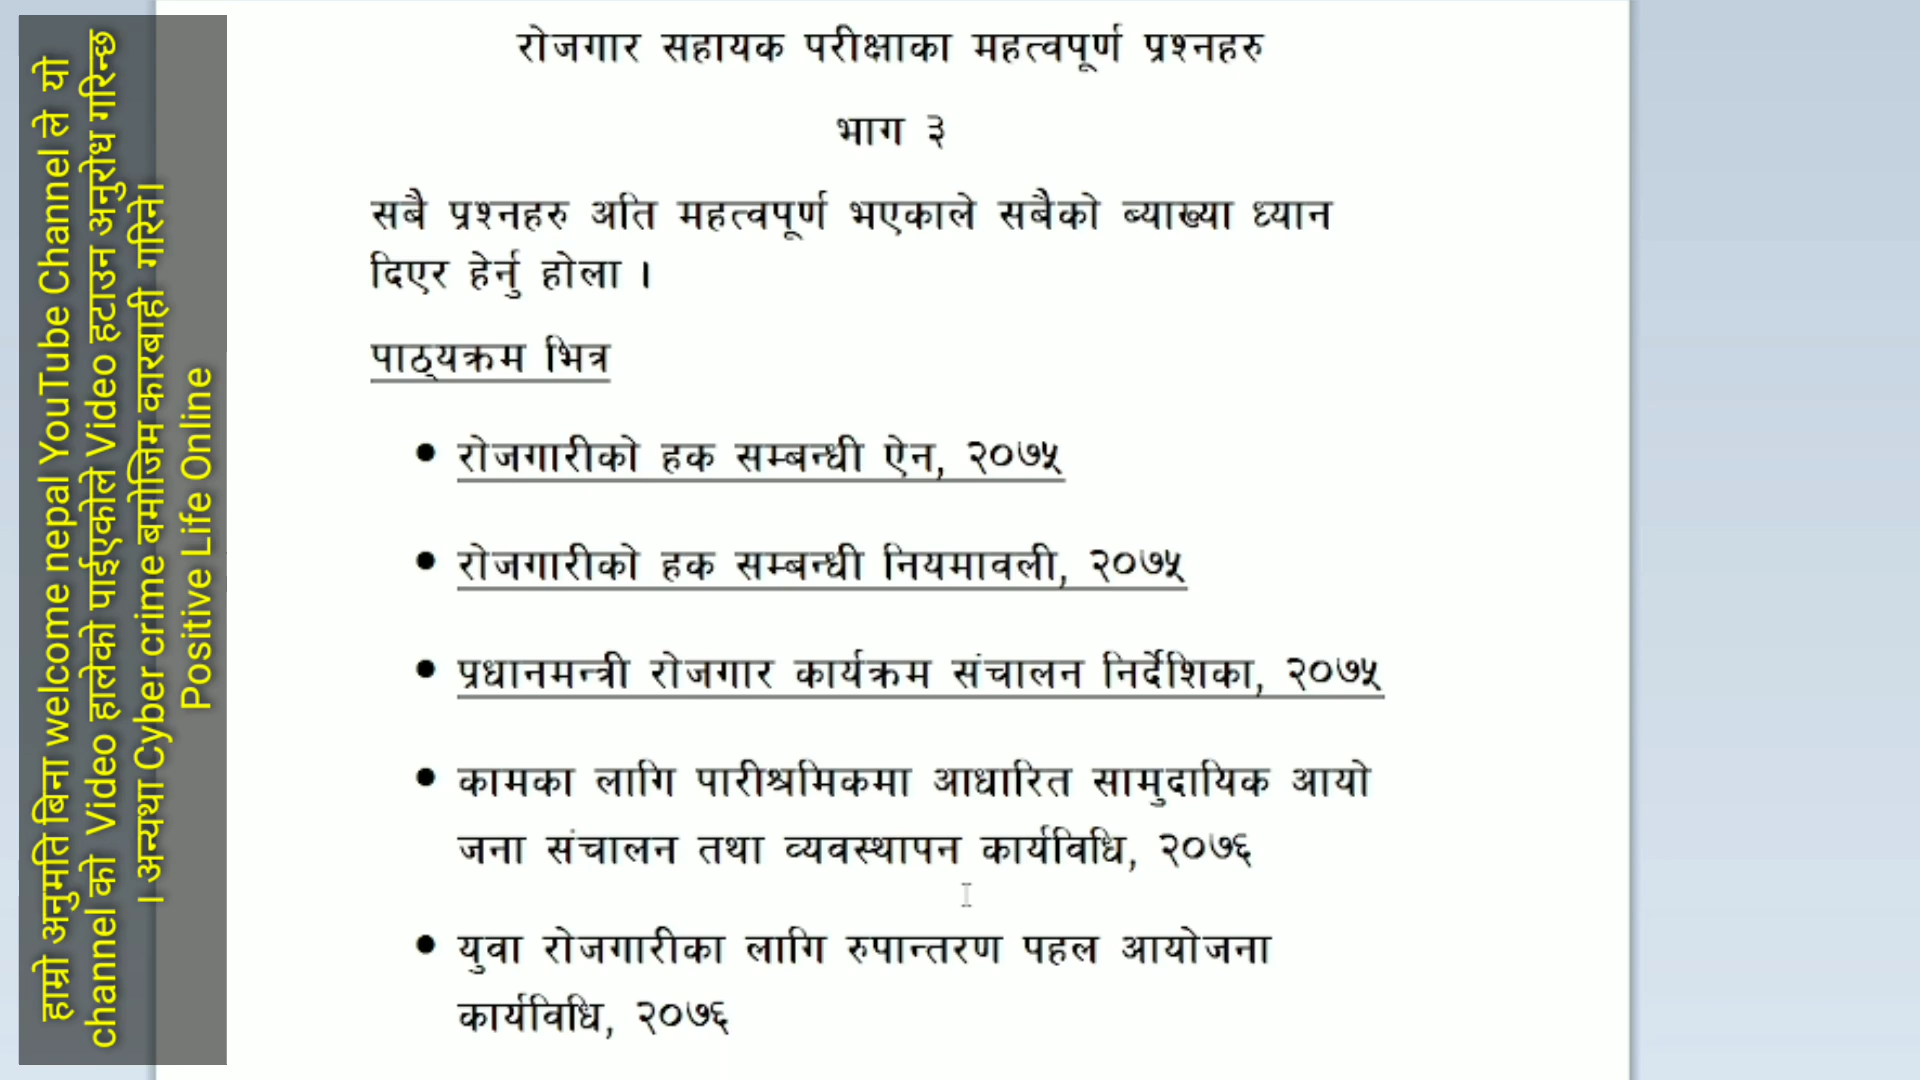 रोजगार सहायक परीक्षाका महत्वपूर्ण प्रश्नहरु
भाग ३
सबै प्रश्नहरु अति महत्वपूर्ण भएकाले सबैको ब्याख्या ध्यान
दिएर हेर्नु होला ।
पाठ्यक्रम भित्र
● रोजगारीको हक सम्बन्धी ऐन, २०७५
● रोजगारीको हक सम्बन्धी नियमावली, २०७५
● प्रधानमन्त्री रोजगार कार्यक्रम संचालन निर्देशिका, २०७५
● कामका लागि पारीश्रमिकमा आधारित सामुदायिक आयो
जना संचालन तथा व्यवस्थापन कार्यविधि, २०७६
● युवा रोजगारीका लागि रुपान्तरण पहल आयोजना
कार्यविधि, २०७६
हाम्रो अनुमति बिना welcome nepal YouTube Channel ले यो
channel को Video हालेको पाईएकोले Video हटाउन अनुरोध गरिन्छ
। अन्यथा Cyber crime बमोजिम कारबाही गरिने।
Positive Life Online